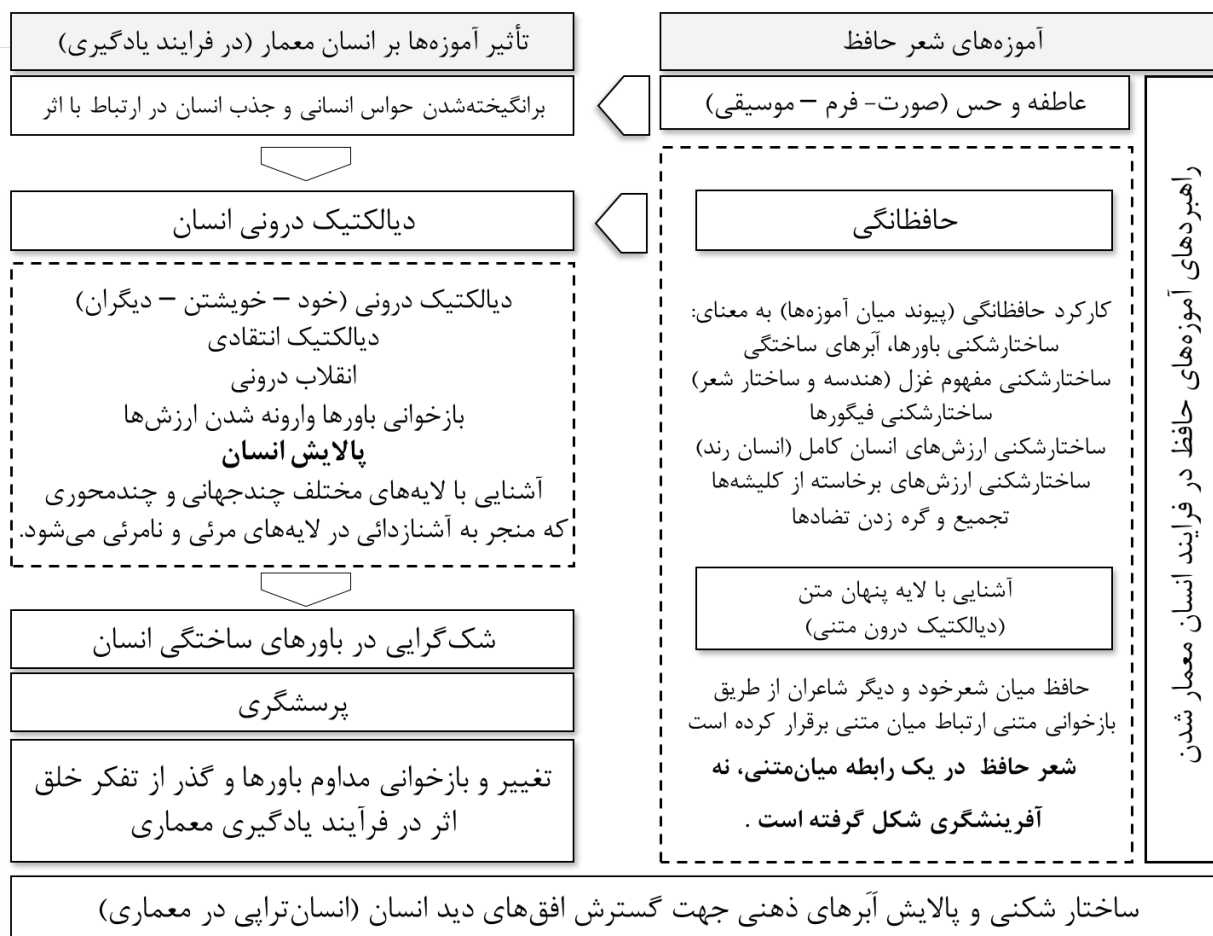 آموزه‌های شعر حافظ
تأثیر آموزه‌ها بر انسان معمار (در فرایند یادگیری)
راهبردهای آموزه‌های حافظ در فرایند انسان معمار شدن
عاطفه و حس (صورت- فرم – موسیقی)
برانگیخته‌شدن حواس انسانی و جذب انسان در ارتباط با اثر
حافظانگی
کارکرد حافظانگی (پیوند میان آموزه‌ها) به معنای:
ساختارشکنی باورها، اَبَرهای ساختگی
ساختارشکنی مفهوم غزل (هندسه و ساختار شعر)
ساختارشکنی فیگورها
ساختارشکنی ارزش‌های انسان کامل (انسان رند)
ساختارشکنی ارزش‌های برخاسته از کلیشه‌ها
تجمیع و گره زدن تضادها
آشنایی با لایه پنهان متن
(دیالکتیک درون متنی)
حافظ میان شعرخود و دیگر شاعران از طریق
بازخوانی متنی ارتباط میان متنی برقرار کرده است
شعر حافظ در یک رابطه میان‌متنی، نه
آفرینشگری شکل گرفته است .
دیالکتیک درونی انسان
دیالکتیک درونی (خود – خویشتن – دیگران)
دیالکتیک انتقادی
انقلاب درونی
بازخوانی باورها وارونه شدن ارزش‌ها
پالایش انسان
آشنایی با لایه‌های مختلف چندجهانی و چندمحوری
که منجر به آشنازدائی در لایه‌های مرئی و نامرئی می‌شود.
شک‌گرایی در باورهای ساختگی انسان
پرسشگری
تغییر و بازخوانی مداوم باورها و گذر از تفکر خلق
اثر در فرآیند یادگیری معماری
ساختار شکنی و پالایش اَبَرهای ذهنی جهت گسترش افق‌های دید انسان (انسان‌تراپی در معماری)